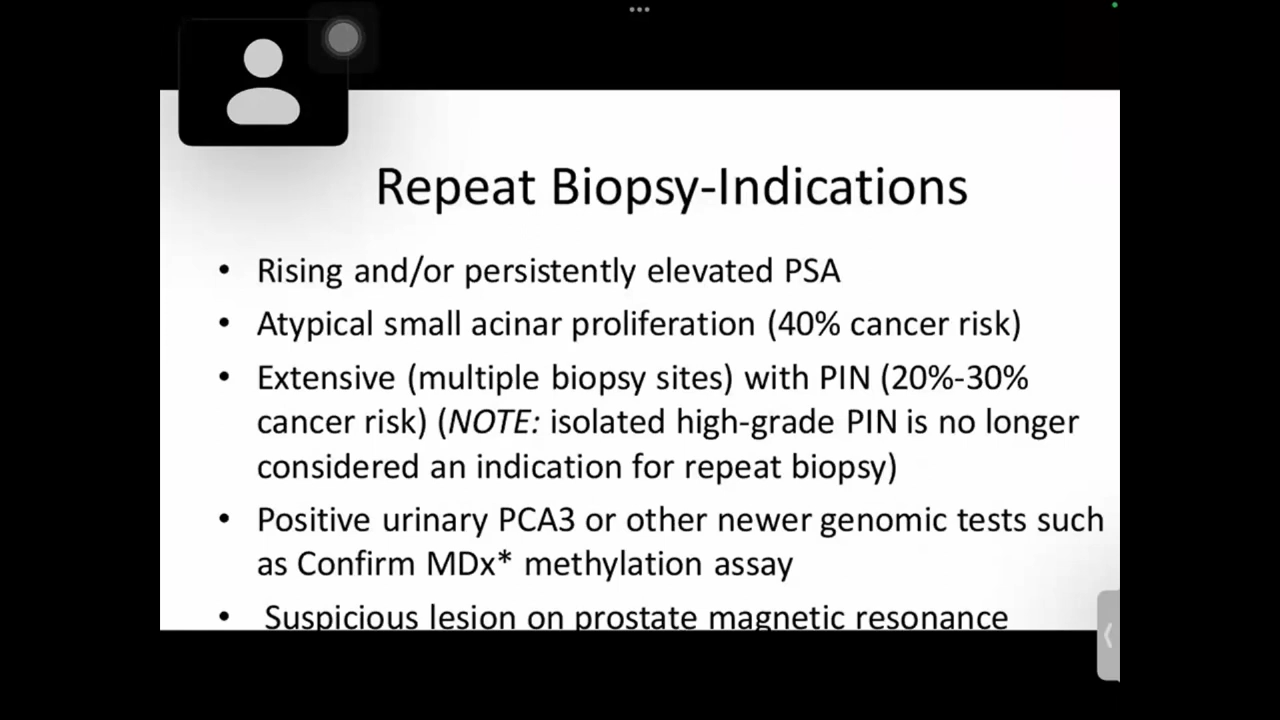 Repeat Biopsy-Indications
• Rising and/or persistently elevated PSA
• Atypical small acinar proliferation (40% cancer risk)
• Extensive (multiple biopsy sites) with PIN (20%-30%
cancer risk) (NOTE: isolated high-grade PIN is no longer
considered an indication for repeat biopsy)
• Positive urinary PCA3 or other newer genomic tests such
as Confirm MDx* methylation assay
• Suspicious lesion on prostate magnetic resonance